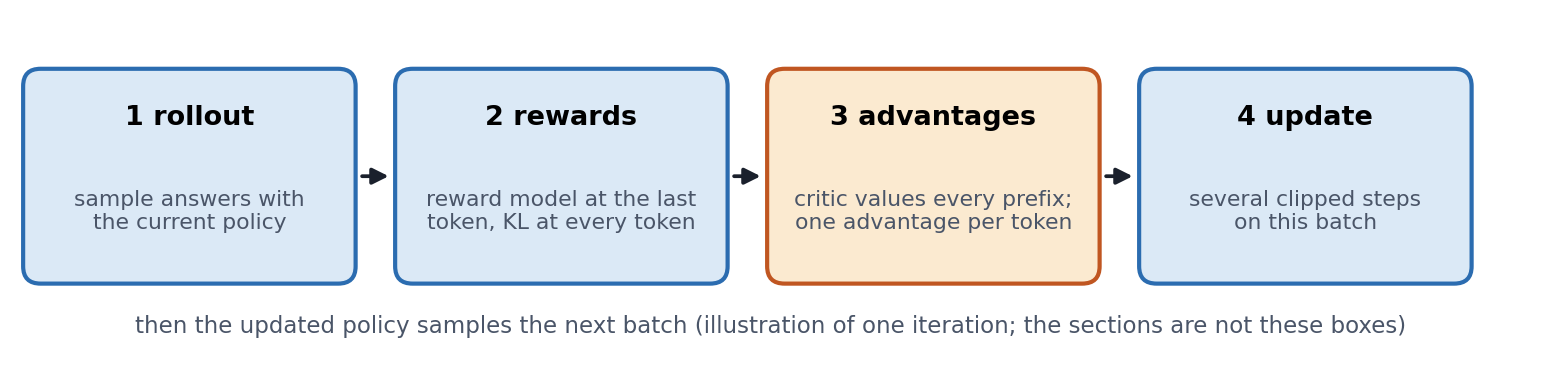 1 rollout
sample answers with
the current policy
2 rewards
reward model at the last
token, KL at every token
3 advantages
critic values every prefix;
one advantage per token
4 update
several clipped steps
on this batch
then the updated policy samples the next batch (illustration of one iteration; the sections are not these boxes)